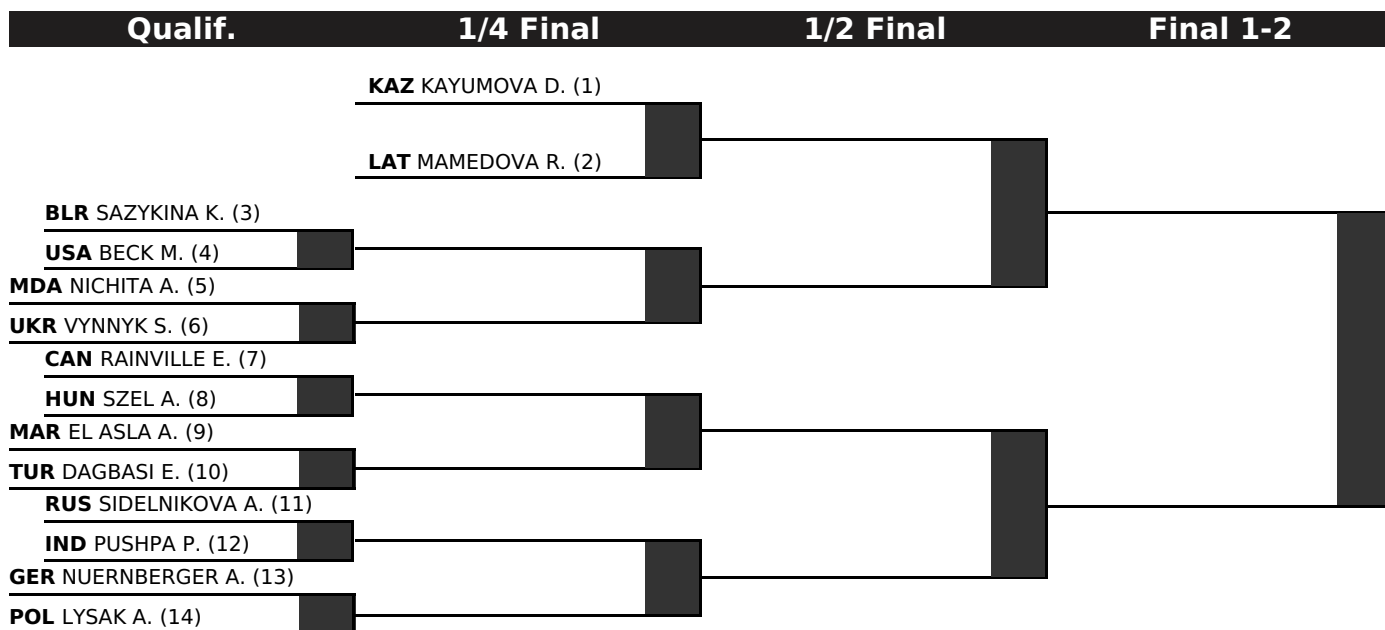 Qualif. 1/4 Final 1/2 Final Final 1-2
KAZ KAYUMOVA D. (1)
LAT MAMEDOVA R. (2)
BLR SAZYKINA K. (3)
USA BECK M. (4)
MDA NICHITA A. (5)
UKR VYNNYK S. (6)
CAN RAINVILLE E. (7)
HUN SZEL A. (8)
MAR EL ASLA A. (9)
TUR DAGBASI E. (10)
RUS SIDELNIKOVA A. (11)
IND PUSHPA P. (12)
GER NUERNBERGER A. (13)
POL LYSAK A. (14)